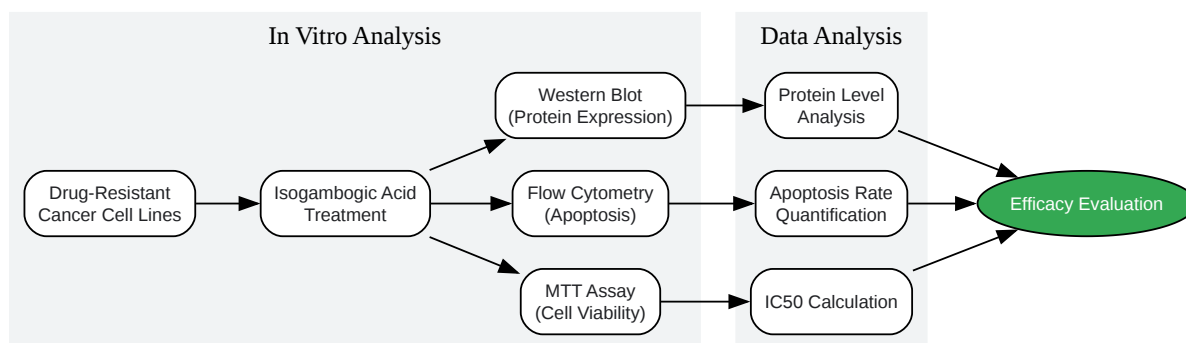 In Vitro Analysis
Data Analysis
Drug-Resistant
Cancer Cell Lines
Isogambogic Acid
Treatment
Western Blot
(Protein Expression)
Flow Cytometry
(Apoptosis)
MTT Assay
(Cell Viability)
Protein Level
Analysis
Apoptosis Rate
Quantification
IC50 Calculation
Efficacy Evaluation